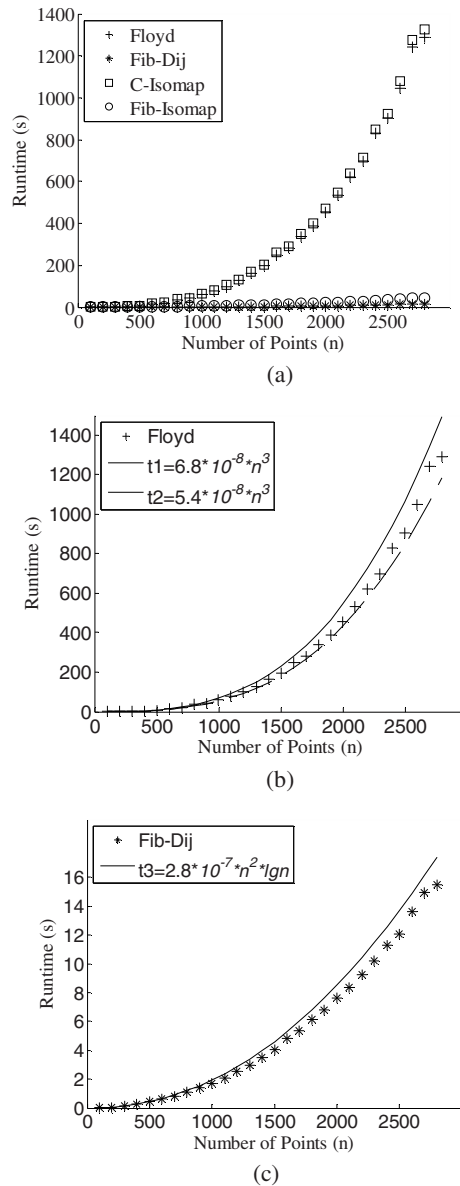 1400
1200
1000
800
600
400
200
0
Runtime (s)
Floyd
Fib-Dij
C-Isomap
Fib-Isomap
0 500 1000 1500 2000 2500
Number of Points (n)
(a)
1400
1200
1000
800
600
400
200
0
Runtime (s)
Floyd
t1=6.8*10^-8*n^3
t2=5.4*10^-8*n^3
0 500 1000 1500 2000 2500
Number of Points (n)
(b)
16
14
12
10
8
6
4
2
0
Runtime (s)
Fib-Dij
t3=2.8*10^-7*n^2*lgn
0 500 1000 1500 2000 2500
Number of Points (n)
(c)